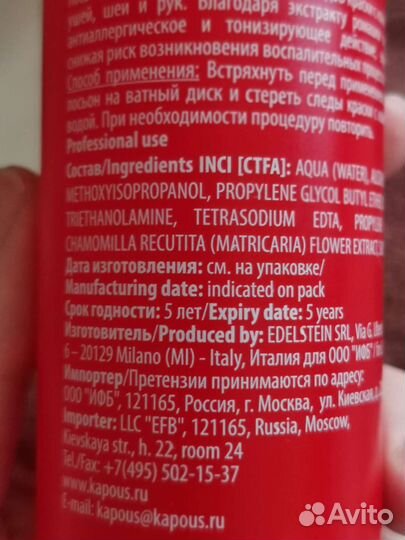 ушей, шеи и рук. Благодаря экстракту
антиаллергическое и тонизирующее действие
снижая риск возникновения воспалительных
Способ применения: Встряхнуть перед
лосьон на ватный диск и стереть следы краски с
водой. При необходимости процедуру повторить.
Professional use
Состав/Ingredients INCI [CTFA]: AQUA (WATER),
METHOXYISOPROPANOL, PROPYLENE GLYCOL BUTYL
TRIETHANOLAMINE, TETRASODIUM EDTA,
CHAMOMILLA RECUTITA (MATRICARIA) FLOWER EXTRACT,
Дата изготовления: см. на упаковке/
Manufacturing date: indicated on pack
Срок годности: 5 лет/Expiry date: 5 years
Изготовитель/Produced by: EDELSTEIN SRL, Via G.
6 – 20129 Milano (MI) - Italy, Италия для ООО "ИФБ" /
Импортер/Претензии принимаются по адресу:
ООО "ИФБ", 121165, Россия, г. Москва, ул. Киевская,
Importer: LLC "EFB", 121165, Russia, Moscow,
Kievskaya str., h. 22, room 24
Tel./Fax: +7(495) 502-15-37
www.kapous.ru
E-mail: kapous@kapous.ru
Avito